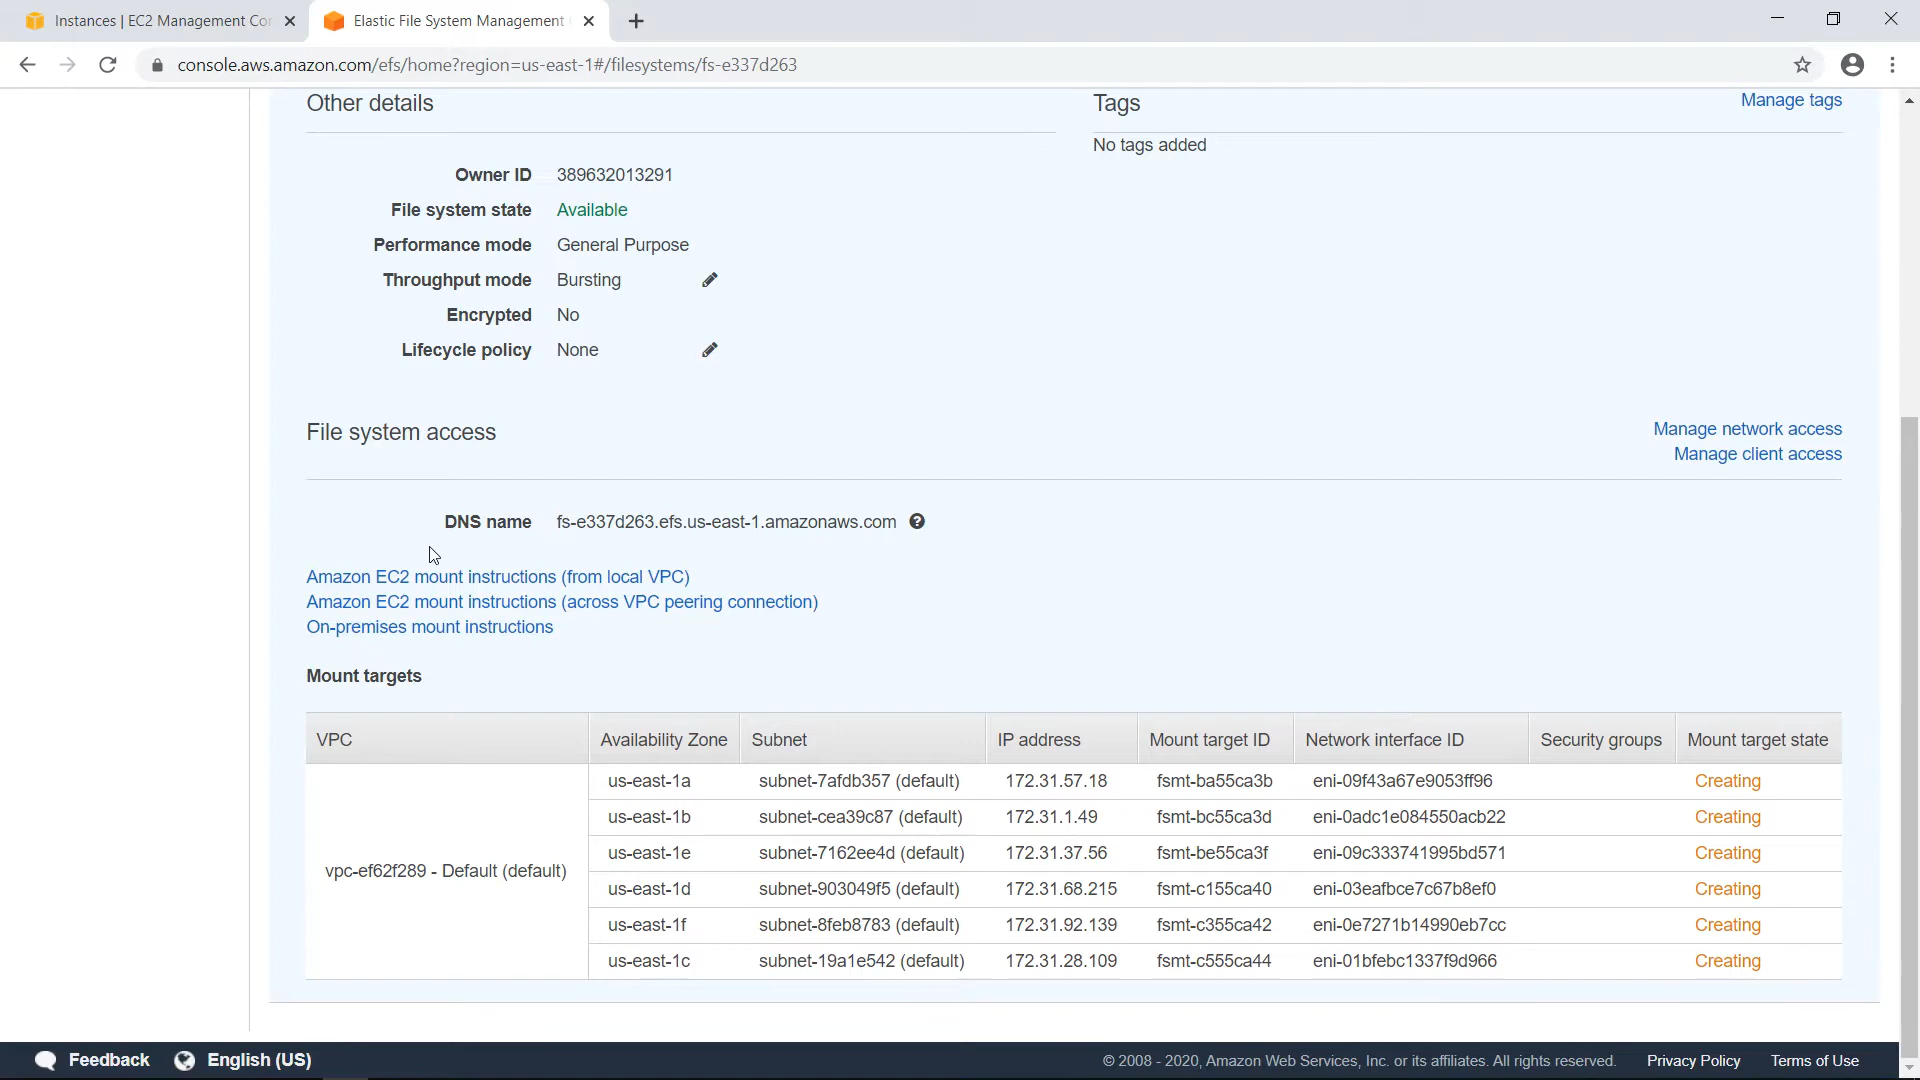 Instances | EC2 Management Con
Elastic File System Management
console.aws.amazon.com/efs/home?region=us-east-1#/filesystems/fs-e337d263
Other details
Tags
Manage tags
No tags added
Owner ID 389632013291
File system state Available
Performance mode General Purpose
Throughput mode Bursting
Encrypted No
Lifecycle policy None
File system access
Manage network access
Manage client access
DNS name fs-e337d263.efs.us-east-1.amazonaws.com
Amazon EC2 mount instructions (from local VPC)
Amazon EC2 mount instructions (across VPC peering connection)
On-premises mount instructions
Mount targets
VPC Availability Zone Subnet IP address Mount target ID Network interface ID Security groups Mount target state
us-east-1a subnet-7afdb357 (default) 172.31.57.18 fsmt-ba55ca3b eni-09f43a67e9053ff96 Creating
us-east-1b subnet-cea39c87 (default) 172.31.1.49 fsmt-bc55ca3d eni-0adc1e084550acb22 Creating
us-east-1e subnet-7162ee4d (default) 172.31.37.56 fsmt-be55ca3f eni-09c333741995bd571 Creating
vpc-ef62f289 - Default (default)
us-east-1d subnet-903049f5 (default) 172.31.68.215 fsmt-c155ca40 eni-03eafbce7c67b8ef0 Creating
us-east-1f subnet-8feb8783 (default) 172.31.92.139 fsmt-c355ca42 eni-0e7271b14990eb7cc Creating
us-east-1c subnet-19a1e542 (default) 172.31.28.109 fsmt-c555ca44 eni-01bfebc1337f9d966 Creating
Feedback English (US) © 2008 - 2020, Amazon Web Services, Inc. or its affiliates. All rights reserved. Privacy Policy Terms of Use